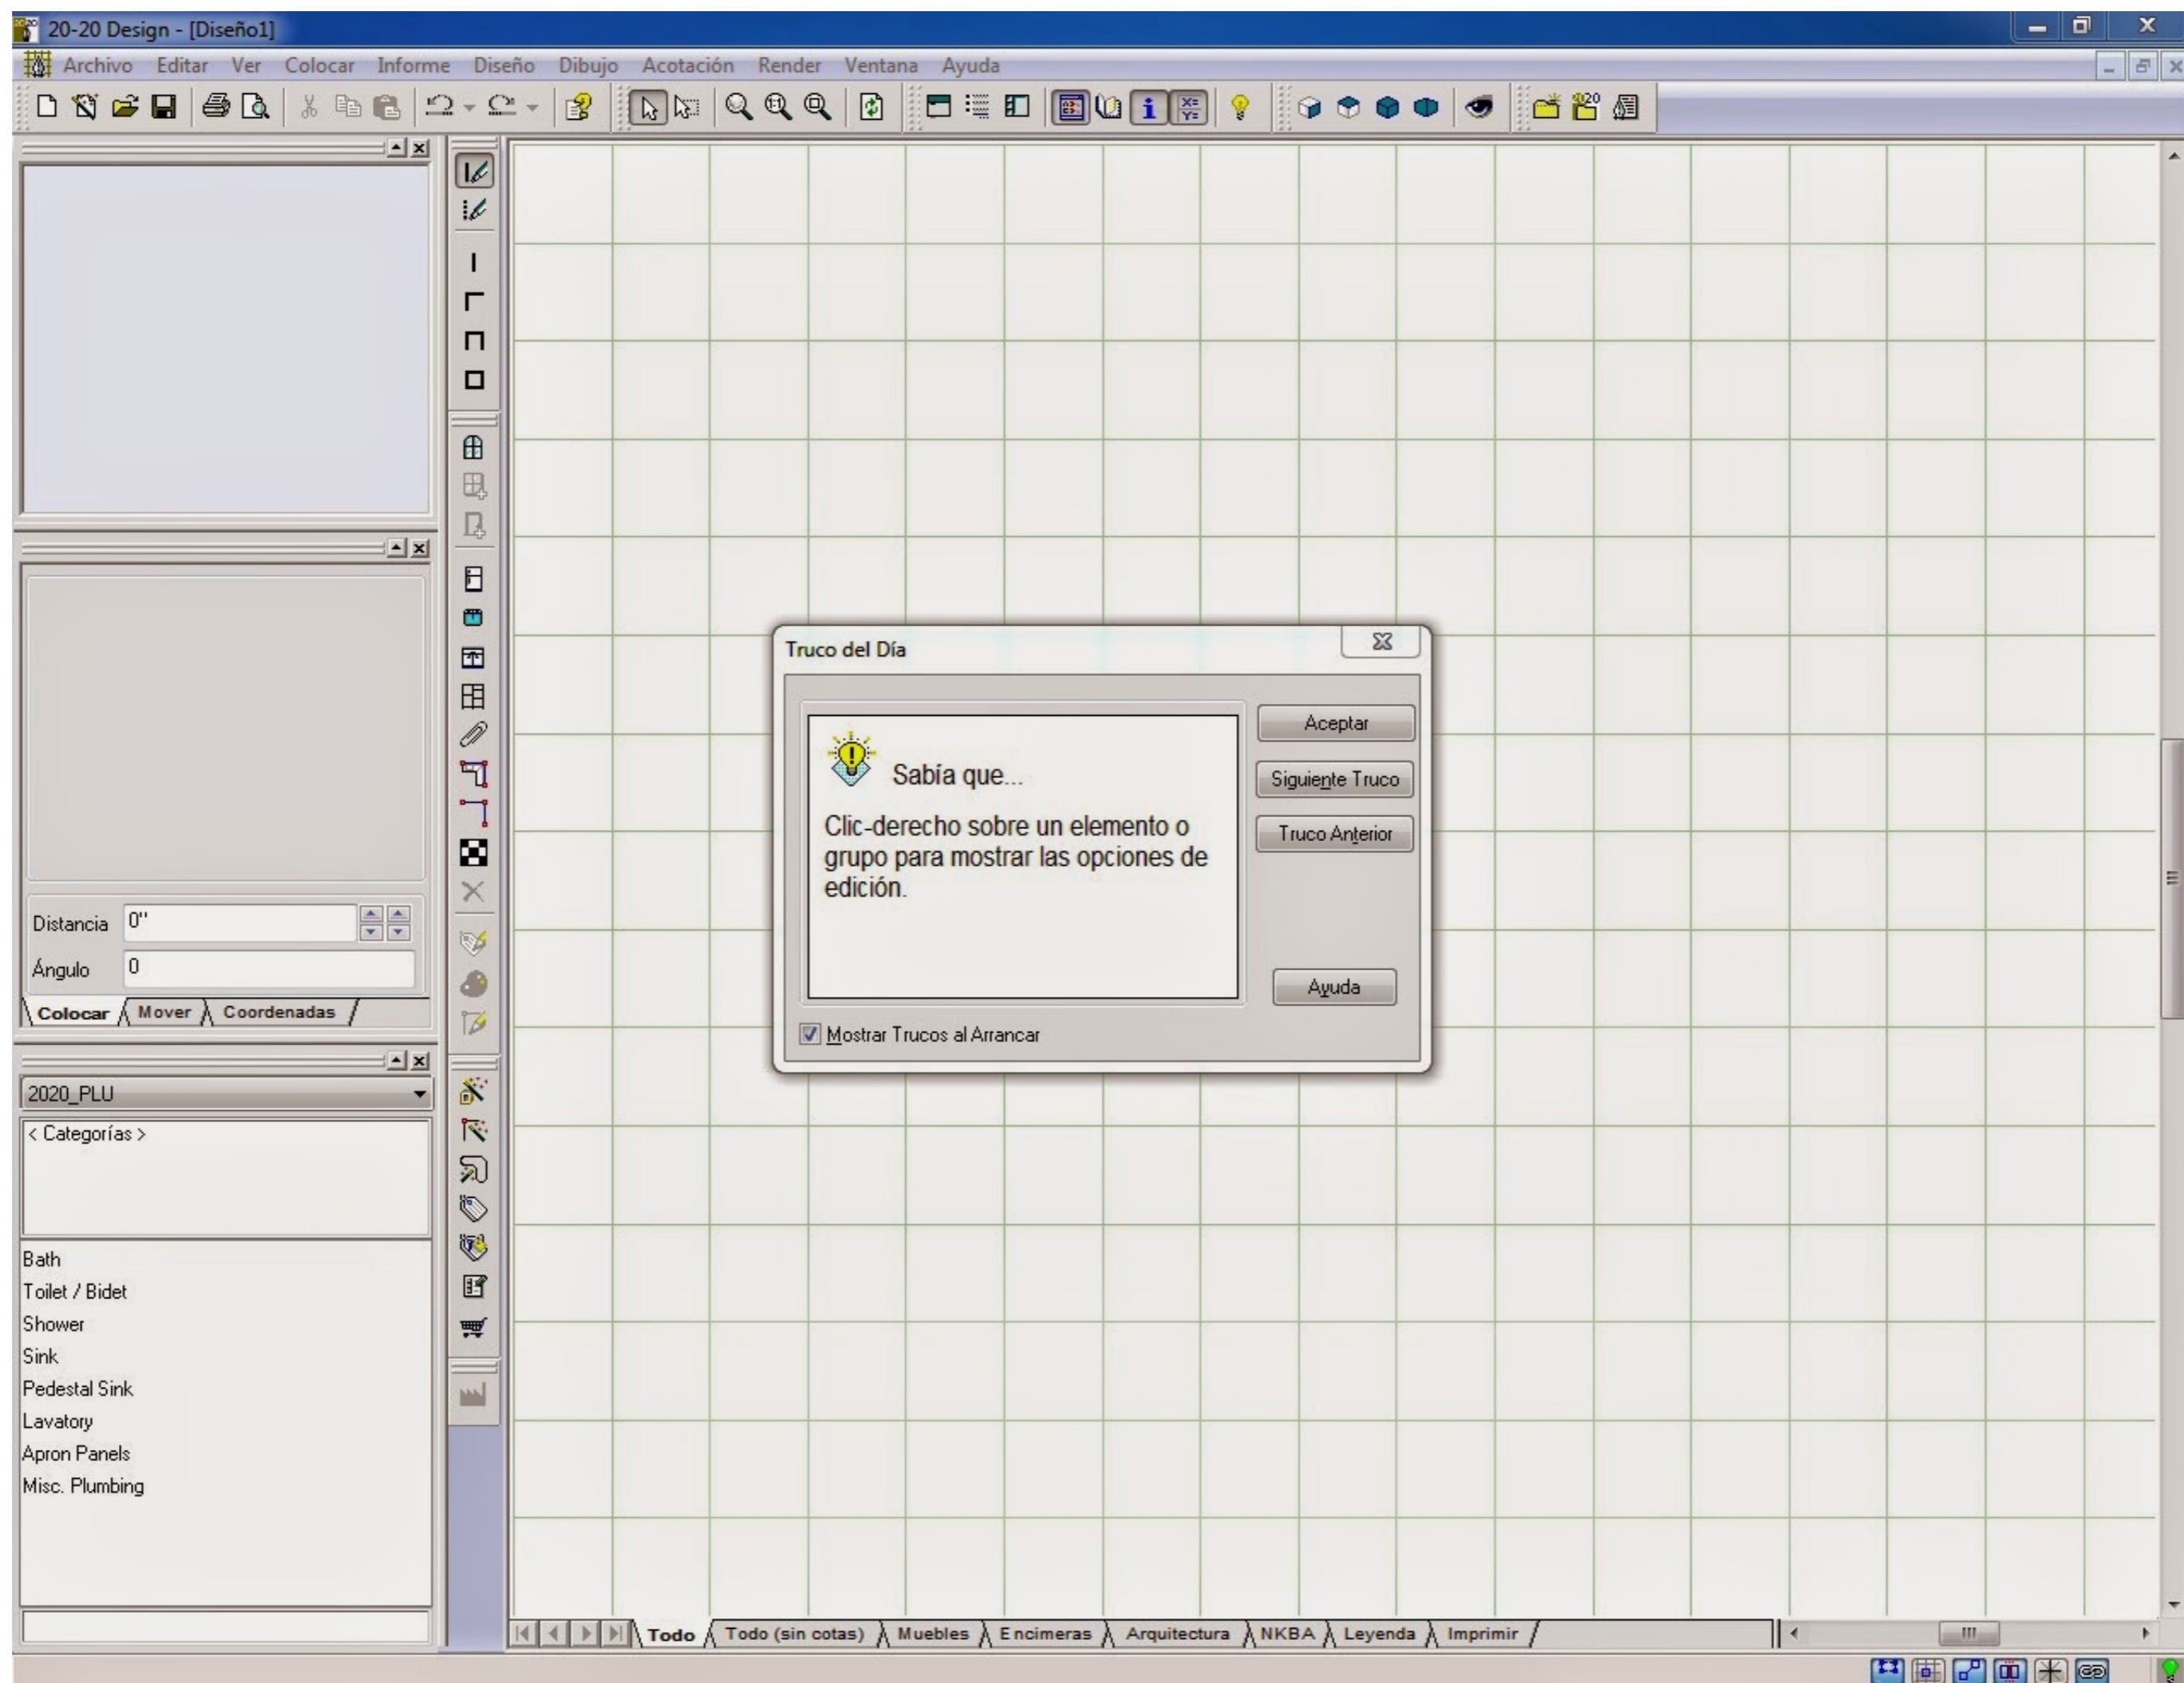 20-20 Design - [Diseño1]
Archivo Editar Ver Colocar Informe Diseño Dibujo Acotación Render Ventana Ayuda
Distancia 0"
Ángulo 0
Colocar Mover Coordenadas
2020_PLU
< Categorías >
Bath
Toilet / Bidet
Shower
Sink
Pedestal Sink
Lavatory
Apron Panels
Misc. Plumbing
Truco del Día
Sabía que...
Clic-derecho sobre un elemento o
grupo para mostrar las opciones de
edición.
Aceptar
Siguiente Truco
Truco Anterior
Ayuda
Mostrar Trucos al Arrancar
Todo Todo (sin cotas) Muebles Encimeras Arquitectura NKBA Leyenda Imprimir